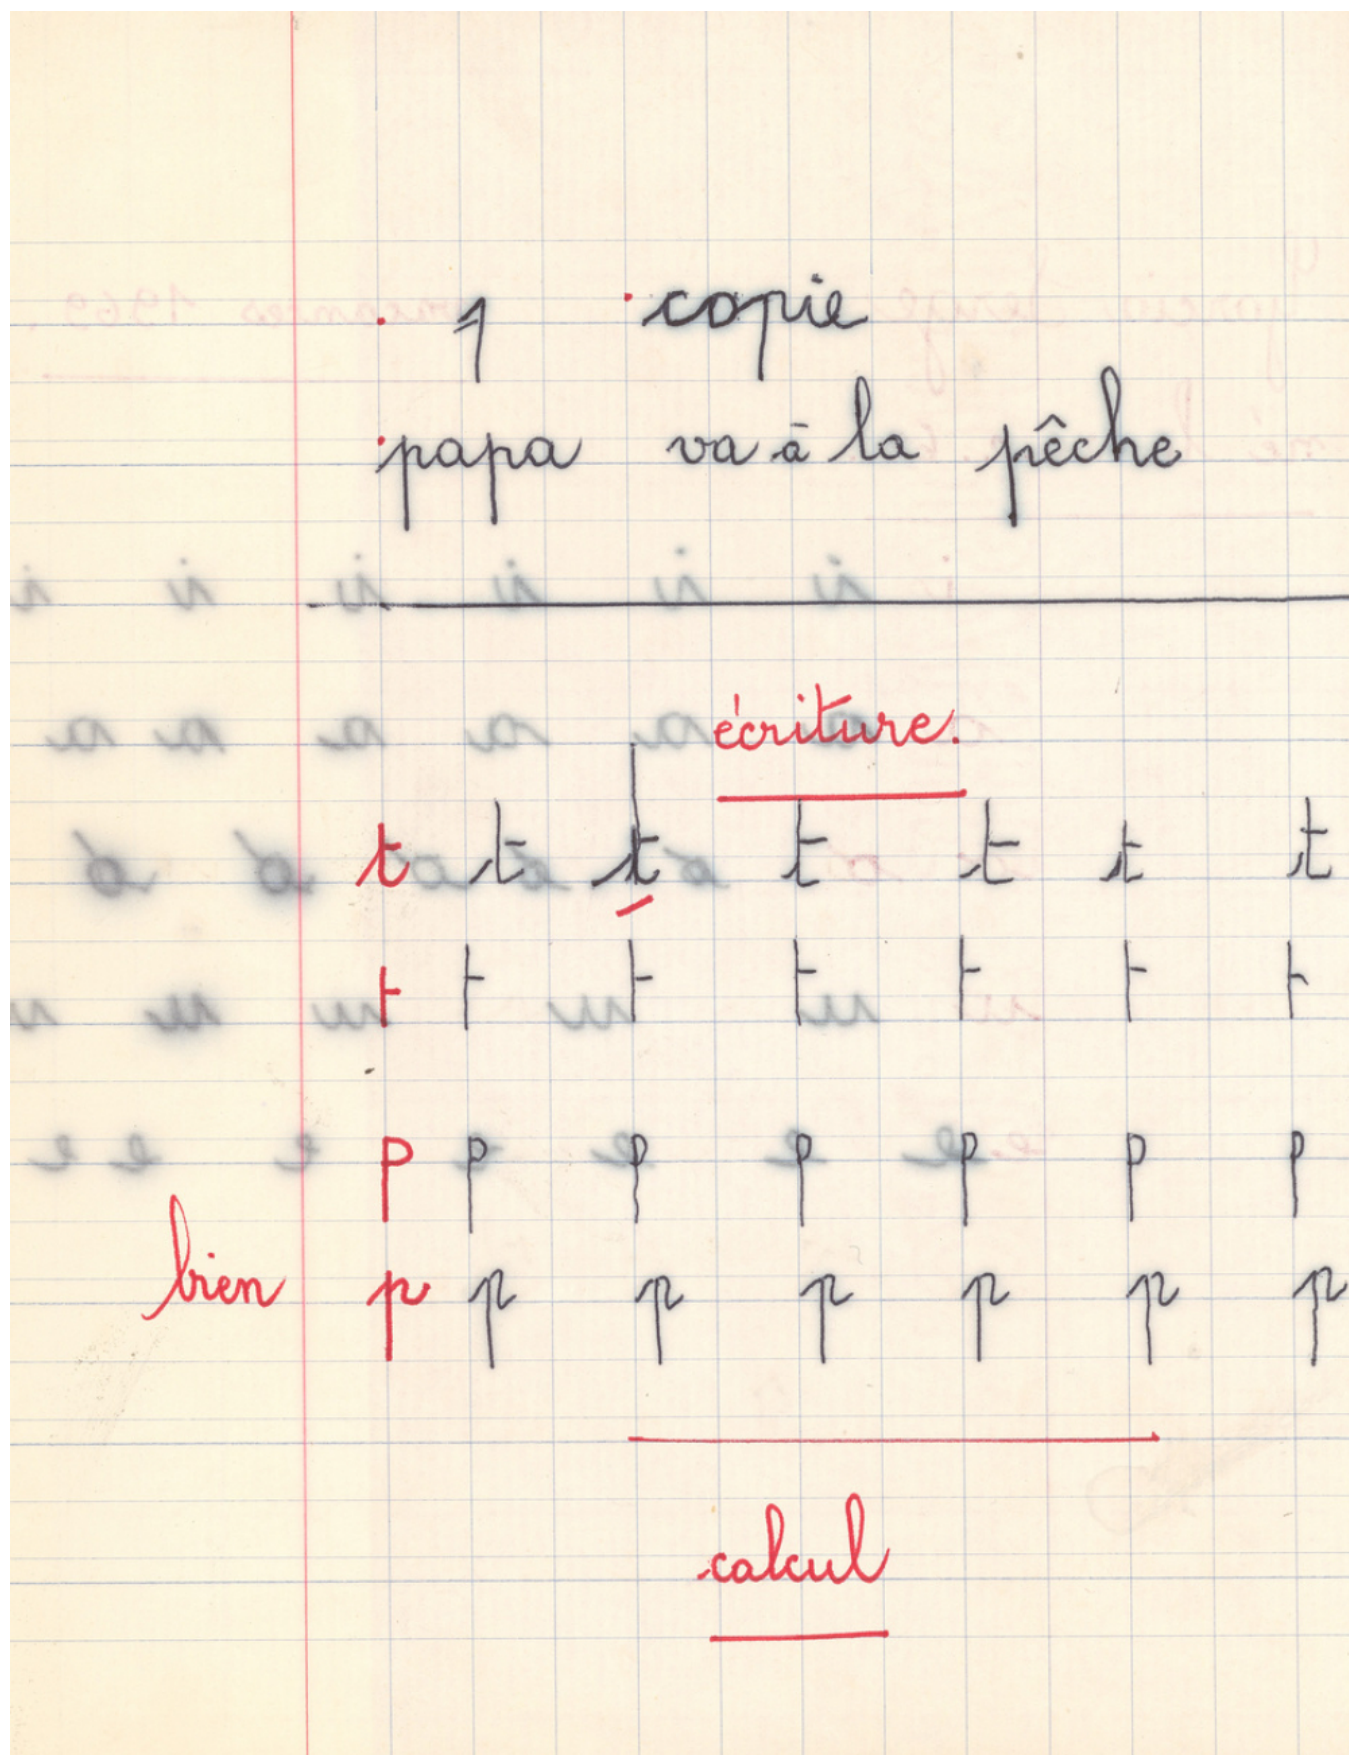 1 copie
papa va à la pêche
écriture.
t t t t t t t
t t t t t t t
p p p p p p p
bien p p p p p p p
calcul